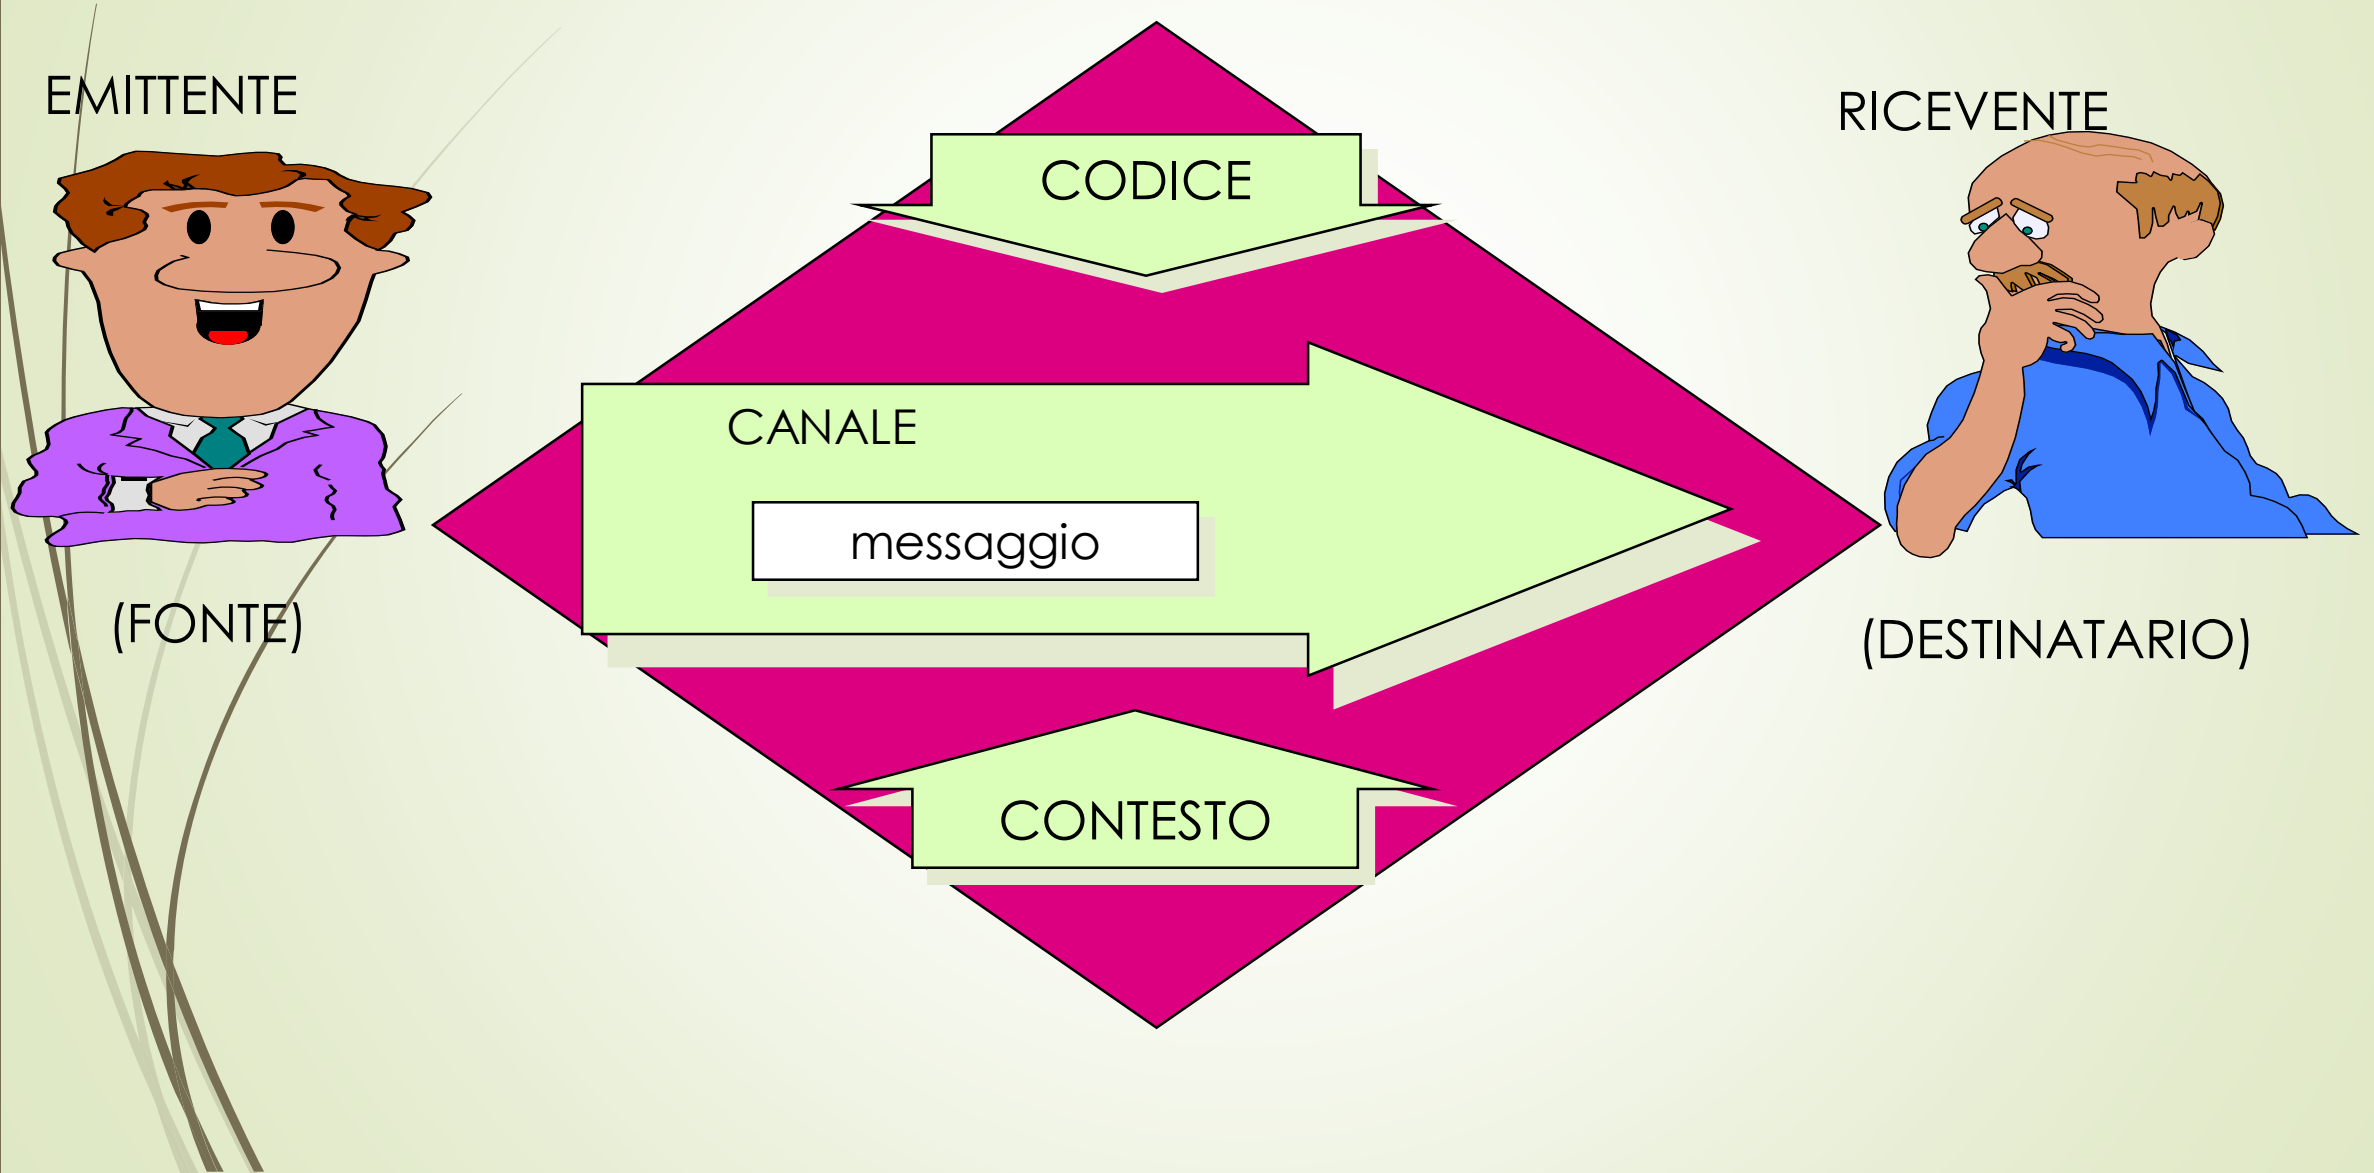 EMITTENTE
RICEVENTE
CODICE
CANALE
messaggio
(FONTE)
(DESTINATARIO)
CONTESTO